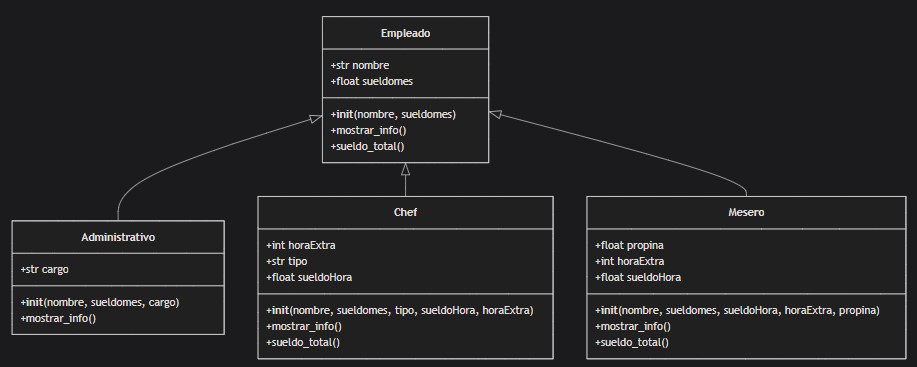 Empleado
+str nombre
+float sueldomes
+init(nombre, sueldomes)
+mostrar_info()
+sueldo_total()
Administrativo
+str cargo
+init(nombre, sueldomes, cargo)
+mostrar_info()
Chef
+int horaExtra
+str tipo
+float sueldoHora
+init(nombre, sueldomes, tipo, sueldoHora, horaExtra)
+mostrar_info()
+sueldo_total()
Mesero
+float propina
+int horaExtra
+float sueldoHora
+init(nombre, sueldomes, sueldoHora, horaExtra, propina)
+mostrar_info()
+sueldo_total()